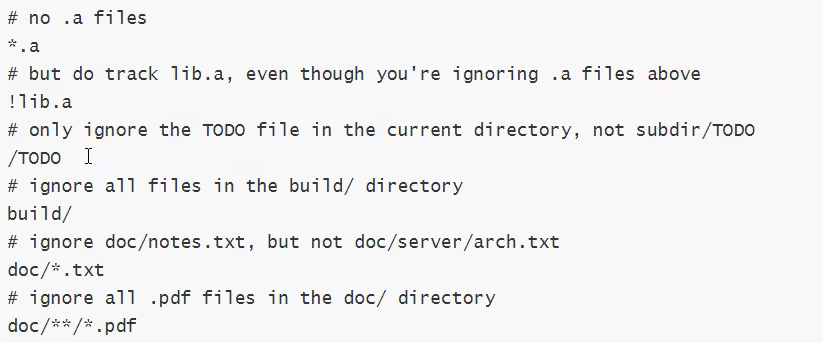 # no .a files
*.a
# but do track lib.a, even though you're ignoring .a files above
!lib.a
# only ignore the TODO file in the current directory, not subdir/TODO
/TODO
# ignore all files in the build/ directory
build/
# ignore doc/notes.txt, but not doc/server/arch.txt
doc/*.txt
# ignore all .pdf files in the doc/ directory
doc/**/*.pdf